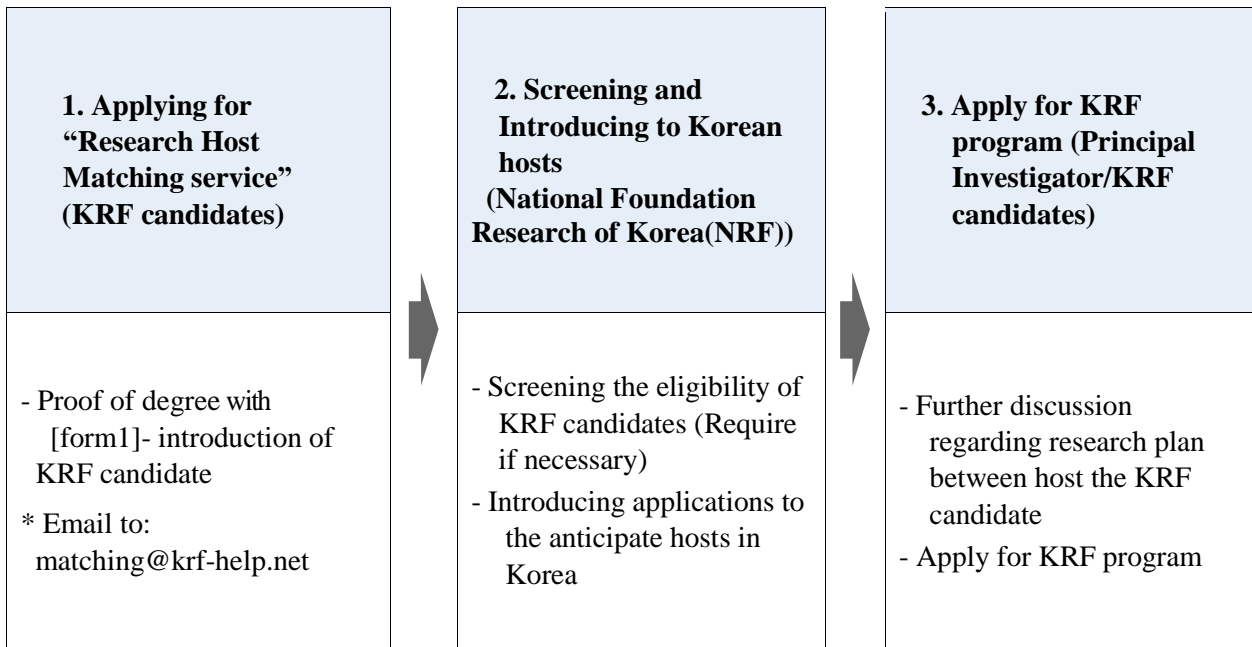 1. Applying for
“Research Host
Matching service”
(KRF candidates)
- Proof of degree with
[form1]- introduction of
KRF candidate
* Email to:
matching@krf-help.net
2. Screening and
Introducing to Korean
hosts
(National Foundation
Research of Korea(NRF))
- Screening the eligibility of
KRF candidates (Require
if necessary)
- Introducing applications to
the anticipate hosts in
Korea
3. Apply for KRF
program (Principal
Investigator/KRF
candidates)
- Further discussion
regarding research plan
between host the KRF
candidate
- Apply for KRF program